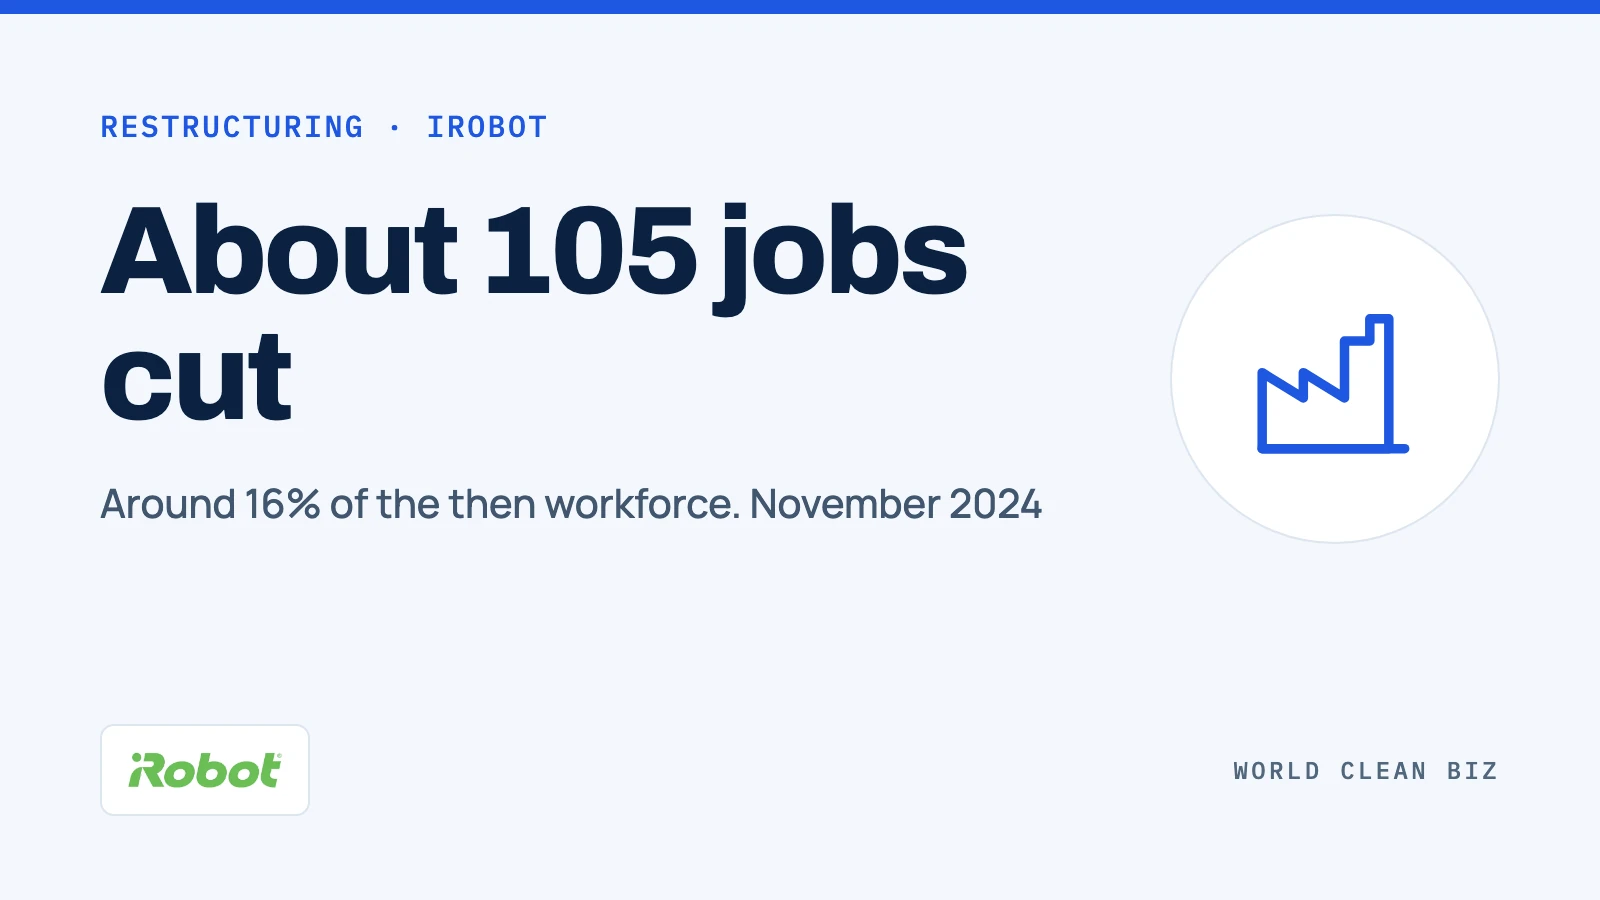 RESTRUCTURING · IROBOT
About 105 jobs
cut
Around 16% of the then workforce. November 2024
iRobot®
WORLD CLEAN BIZ